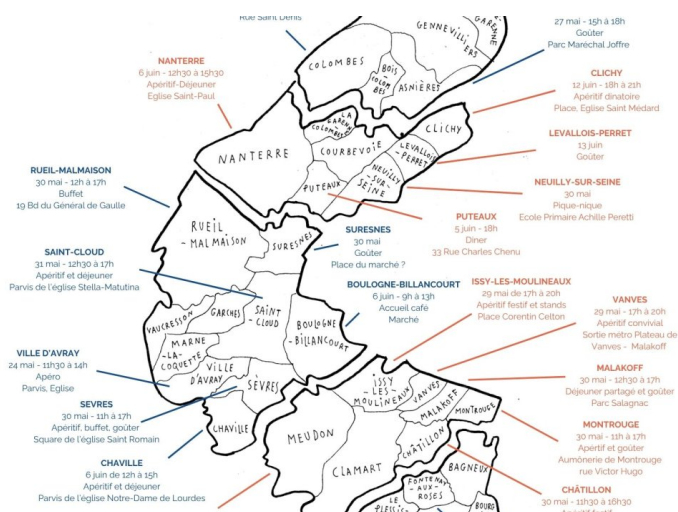 Rue Saint Denis
27 mai - 15h à 18h
Goûter
Parc Maréchal Joffre
NANTERRE
6 juin - 12h30 à 15h30
Apéritif-Déjeuner
Eglise Saint-Paul
CLICHY
12 juin - 18h à 21h
Apéritif dinatoire
Place, Eglise Saint Médard
LEVALLOIS-PERRET
13 juin
Goûter
NEUILLY-SUR-SEINE
30 mai
Pique-nique
Ecole Primaire Achille Peretti
PUTEAUX
5 juin - 18h
Dîner
33 Rue Charles Chenu
RUEIL-MALMAISON
30 mai - 12h à 17h
Buffet
19 Bd du Général de Gaulle
SURESNES
30 mai
Goûter
Place du marché ?
SAINT-CLOUD
31 mai - 12h30 à 17h
Apéritif et déjeuner
Parvis de l'église Stella-Matutina
BOULOGNE-BILLANCOURT
6 juin - 9h à 13h
Accueil café
Marché
ISSY-LES-MOULINEAUX
29 mai de 17h à 20h
Apéritif festif et stands
Place Corentin Celton
VANVES
29 mai - 17h à 20h
Apéritif convivial
Sortie métro Plateau de
Vanves - Malakoff
VILLE D'AVRAY
24 mai - 11h30 à 14h
Apéro
Parvis, Eglise
MALAKOFF
30 mai - 12h30 à 17h
Déjeuner partagé et goûter
Parc Salagnac
SEVRES
30 mai - 11h à 17h
Apéritif, buffet, goûter
Square de l'église Saint Romain
MONTROUGE
30 mai - 11h à 17h
Apértif et goûter
Aumônerie de Montrouge
rue Victor Hugo
CHAVILLE
6 juin de 12h à 15h
Apéritif et déjeuner
Parvis de l'église Notre-Dame de Lourdes
CHÂTILLON
30 mai - 11h30 à 16h30
Apéritif festif
GENNEVILLIERS
GARENNE
COLOMBES
BOIS
-
COLOM
BES
ASNIÈRES
LA
GARENNE
COLOMBES
CLICHY
NANTERRE
COURBEVOIE
LEVALLOIS
-PERRET
PUTEAUX
NEUILLY
-SUR-
SEINE
RUEIL
-MALMAISON
SURESNES
VAUCRESSON
GARCHES
SAINT
-
CLOUD
BOULOGNE
-
BILLANCOURT
MARNE
-LA-
COQUETTE
VILLE
D'AVRAY
SÈVRES
CHAVILLE
ISSY
-LES-
MOULINEAUX
VANVES
MALAKOFF
MONTROUGE
MEUDON
CLAMART
CHÂTILLON
BAGNEUX
FONTENAY
-AUX-
ROSES
LE
PLESSIS
BOURG